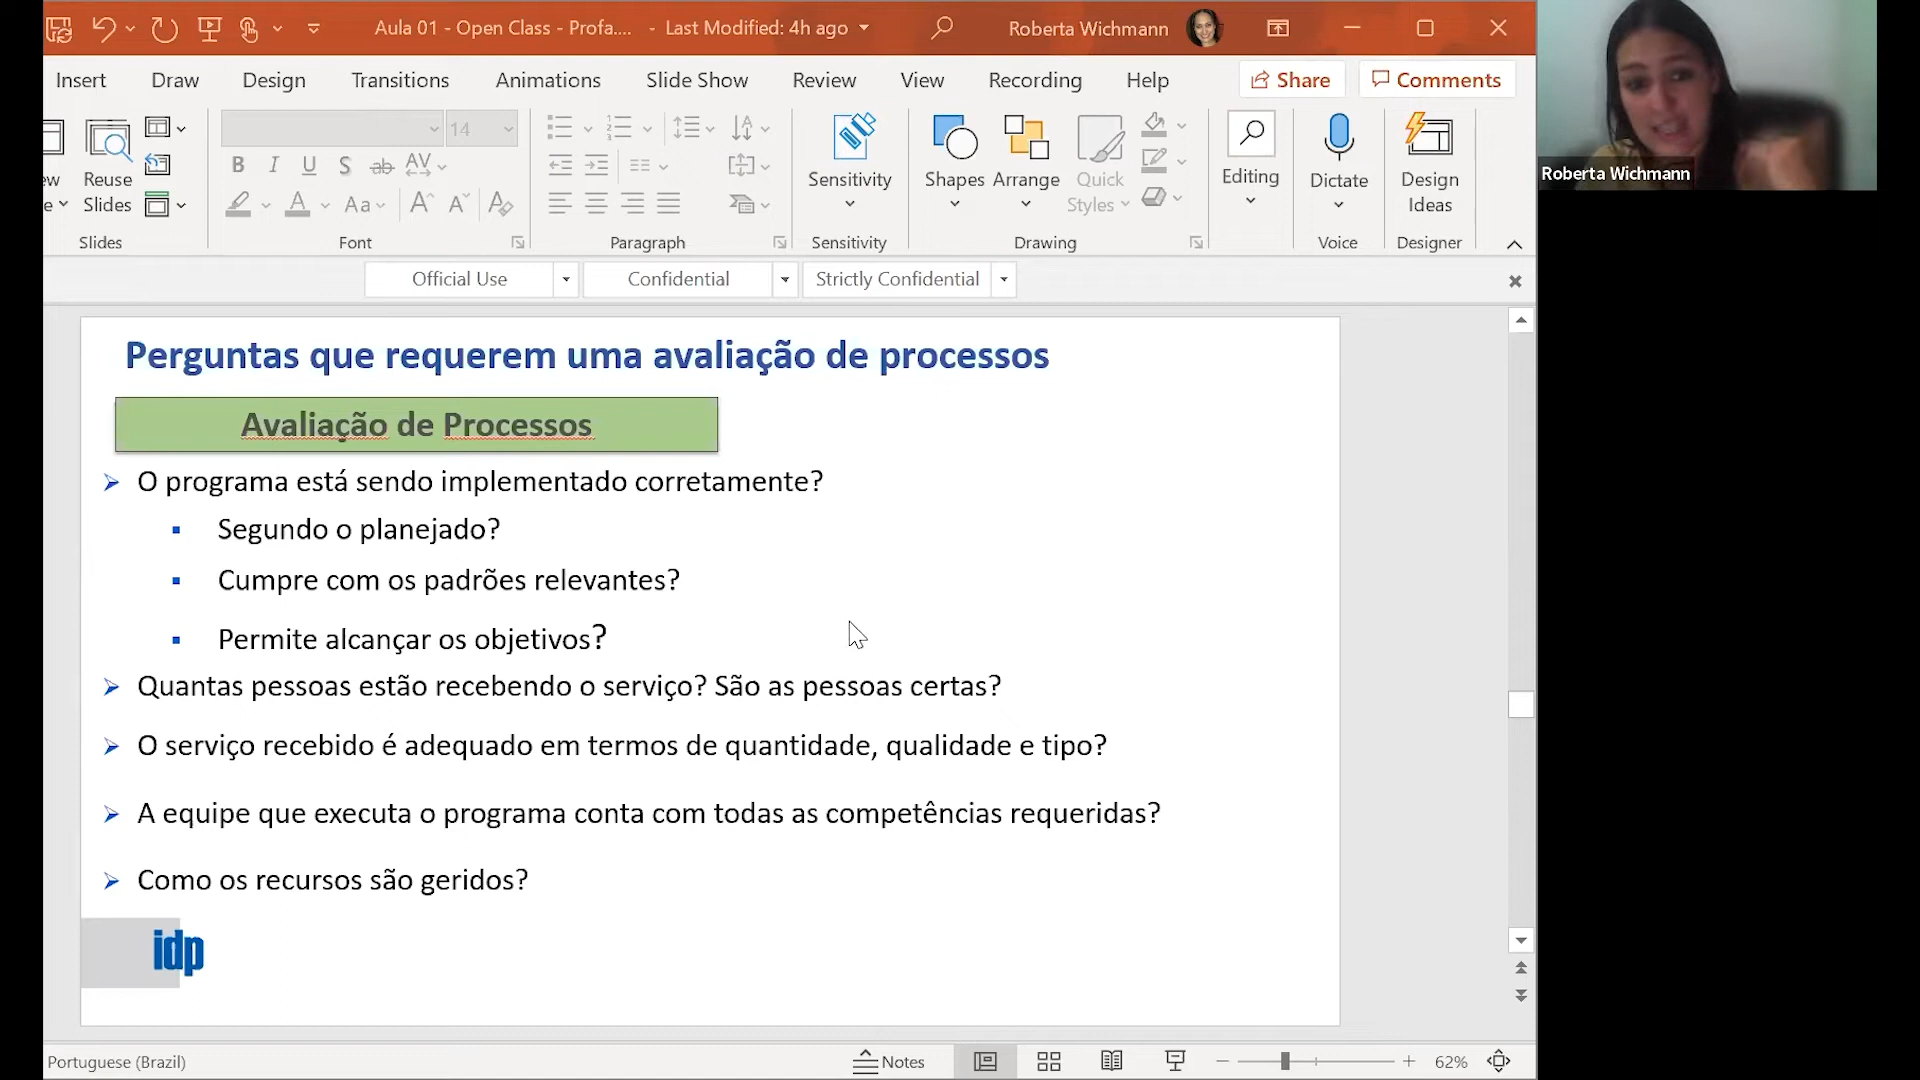 Aula 01 - Open Class - Profa.... - Last Modified: 4h ago
Roberta Wichmann
Insert Draw Design Transitions Animations Slide Show Review View Recording Help Share Comments
14
Reuse Slides
Sensitivity
Shapes
Arrange
Quick Styles
Editing
Dictate
Design Ideas
Slides Font Paragraph Sensitivity Drawing Voice Designer
Official Use Confidential Strictly Confidential
Roberta Wichmann
Perguntas que requerem uma avaliação de processos
Avaliação de Processos
O programa está sendo implementado corretamente?
Segundo o planejado?
Cumpre com os padrões relevantes?
Permite alcançar os objetivos?
Quantas pessoas estão recebendo o serviço? São as pessoas certas?
O serviço recebido é adequado em termos de quantidade, qualidade e tipo?
A equipe que executa o programa conta com todas as competências requeridas?
Como os recursos são geridos?
idp
Portuguese (Brazil) Notes 62%